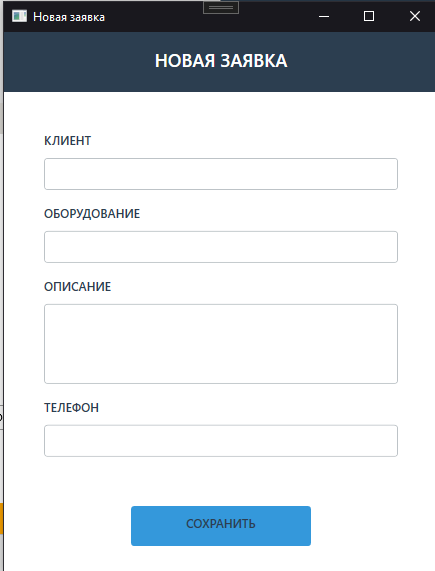 Новая заявка
НОВАЯ ЗАЯВКА
КЛИЕНТ
ОБОРУДОВАНИЕ
ОПИСАНИЕ
ТЕЛЕФОН
СОХРАНИТЬ